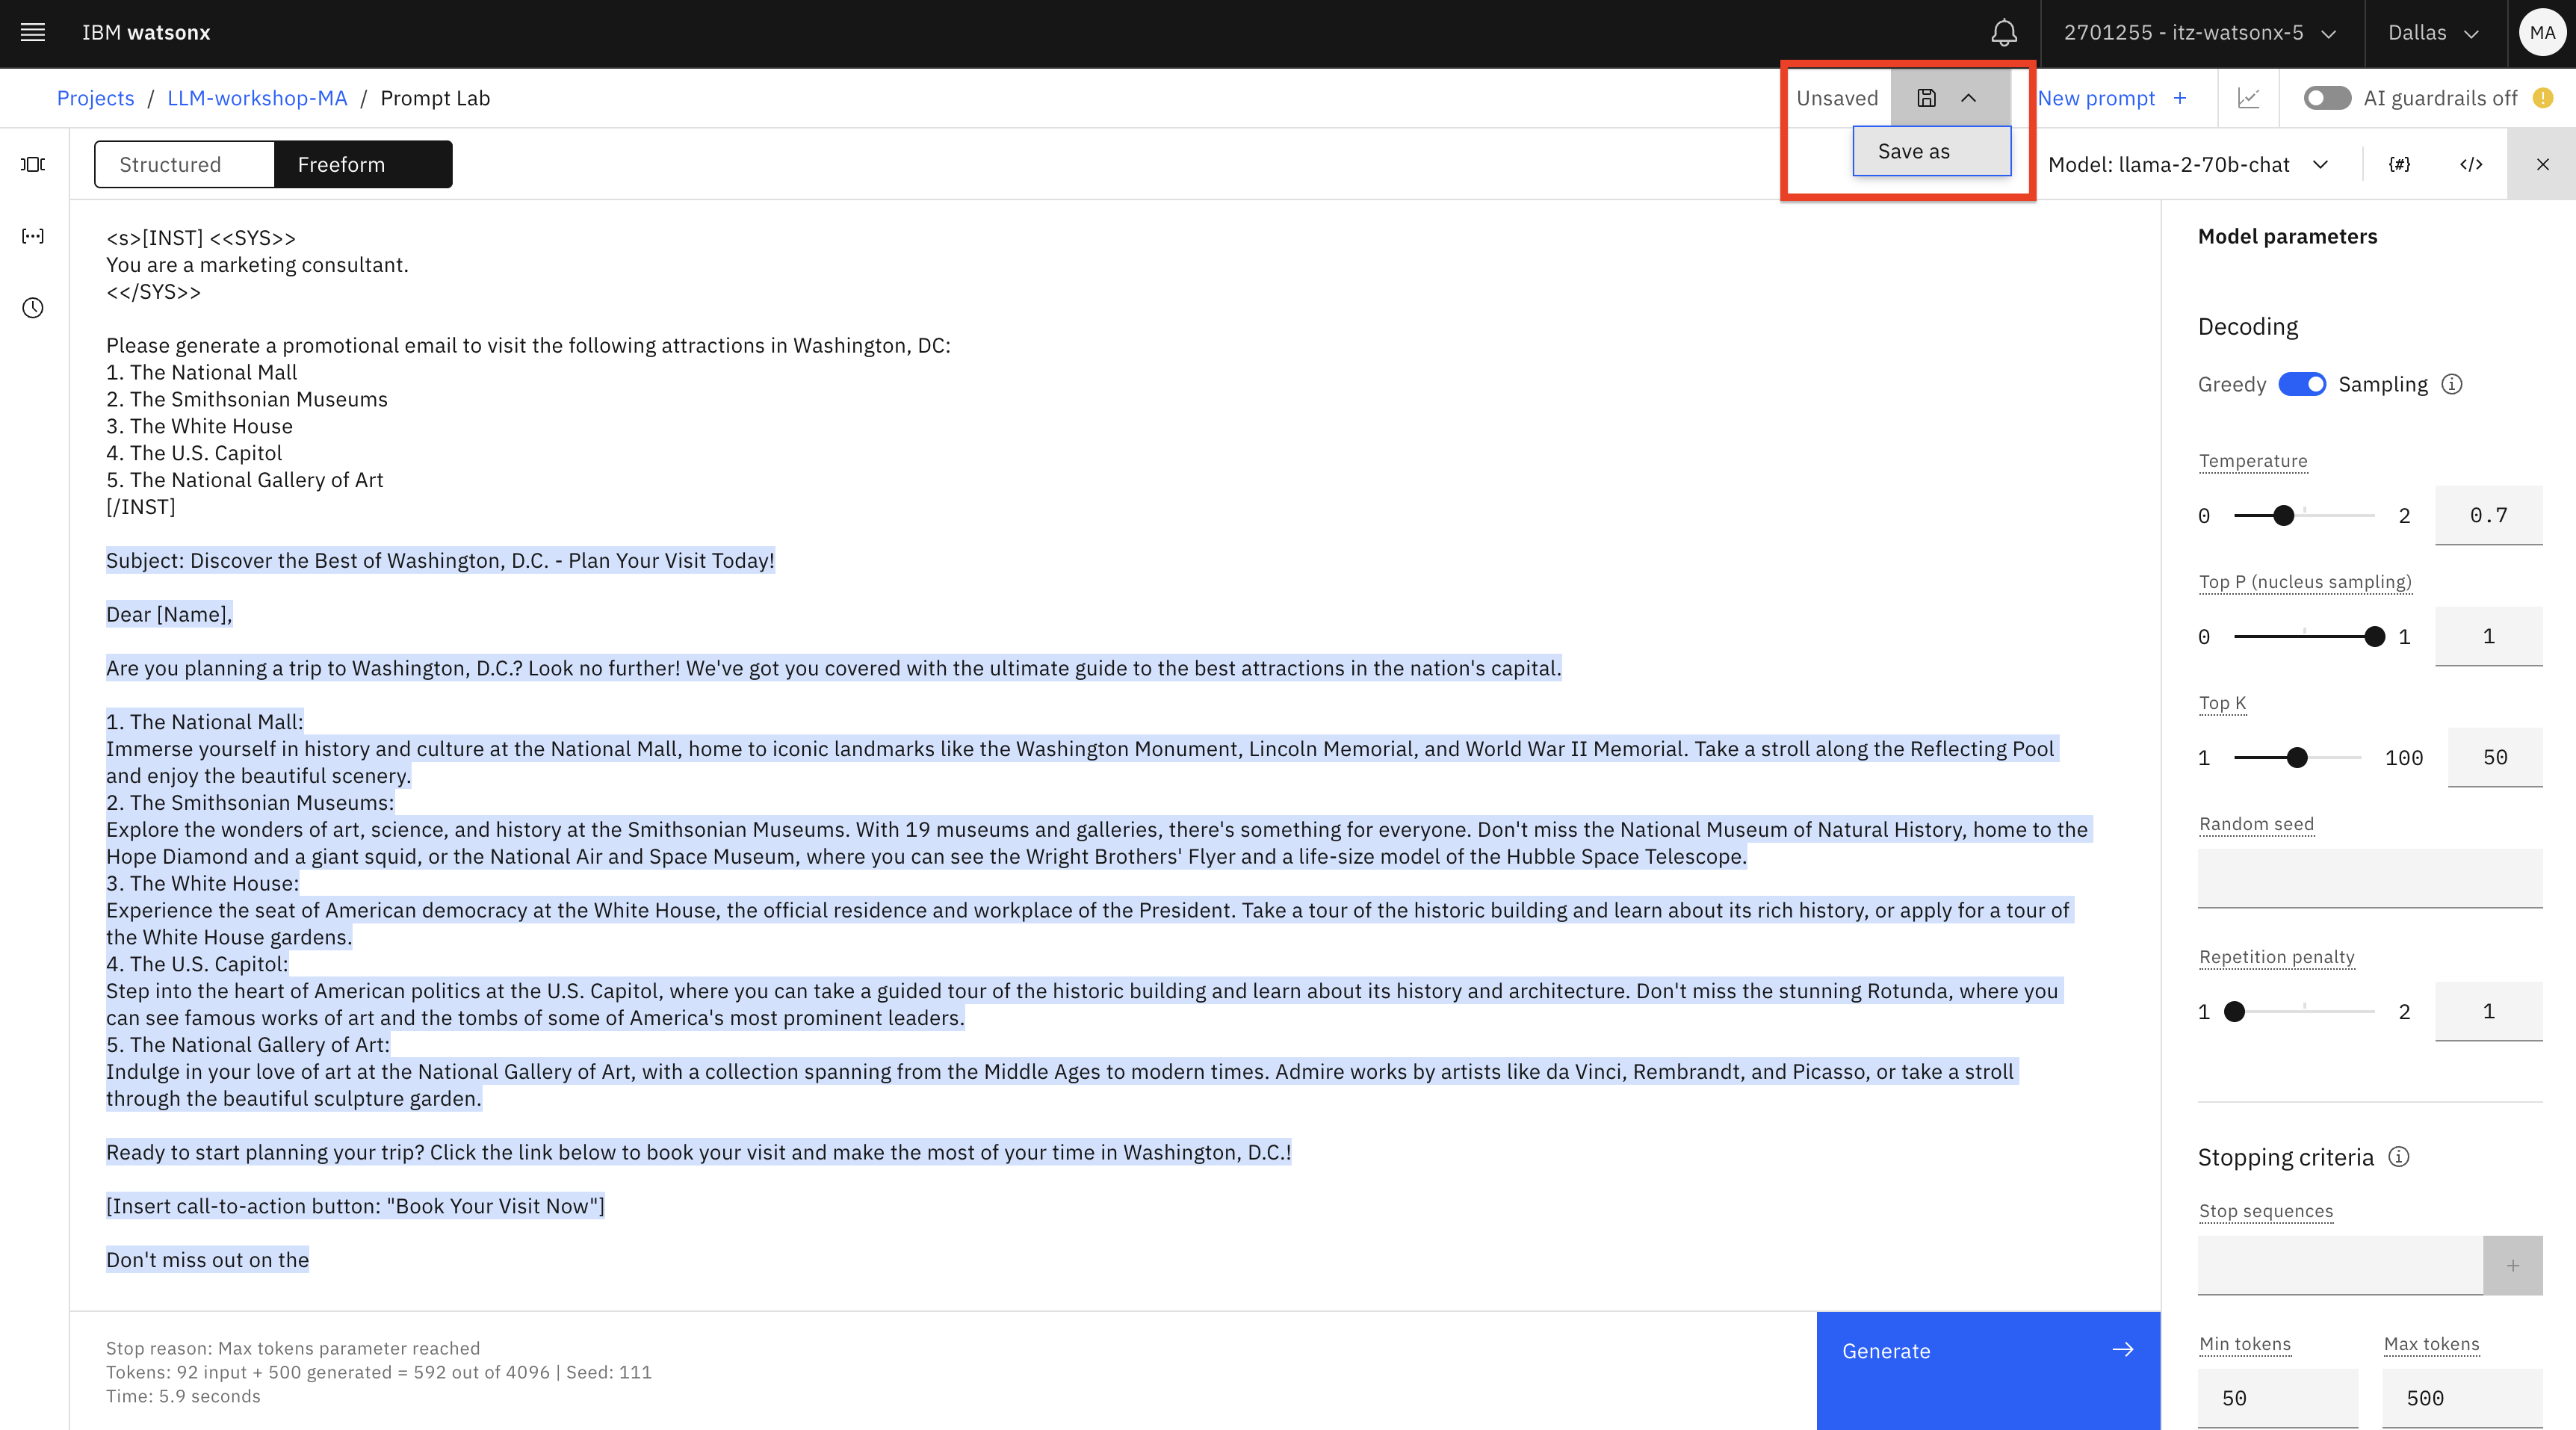 IBM watsonx
2701255 - itz-watsonx-5
Dallas
MA
Projects / LLM-workshop-MA / Prompt Lab
Unsaved
New prompt +
AI guardrails off
Save as
Structured
Freeform
Model: llama-2-70b-chat
{#}
</>
<s>[INST] <<SYS>>
You are a marketing consultant.
<</SYS>>
Please generate a promotional email to visit the following attractions in Washington, DC:
1. The National Mall
2. The Smithsonian Museums
3. The White House
4. The U.S. Capitol
5. The National Gallery of Art
[/INST]
Subject: Discover the Best of Washington, D.C. - Plan Your Visit Today!
Dear [Name],
Are you planning a trip to Washington, D.C.? Look no further! We've got you covered with the ultimate guide to the best attractions in the nation's capital.
1. The National Mall:
Immerse yourself in history and culture at the National Mall, home to iconic landmarks like the Washington Monument, Lincoln Memorial, and World War II Memorial. Take a stroll along the Reflecting Pool
and enjoy the beautiful scenery.
2. The Smithsonian Museums:
Explore the wonders of art, science, and history at the Smithsonian Museums. With 19 museums and galleries, there's something for everyone. Don't miss the National Museum of Natural History, home to the
Hope Diamond and a giant squid, or the National Air and Space Museum, where you can see the Wright Brothers' Flyer and a life-size model of the Hubble Space Telescope.
3. The White House:
Experience the seat of American democracy at the White House, the official residence and workplace of the President. Take a tour of the historic building and learn about its rich history, or apply for a tour of
the White House gardens.
4. The U.S. Capitol:
Step into the heart of American politics at the U.S. Capitol, where you can take a guided tour of the historic building and learn about its history and architecture. Don't miss the stunning Rotunda, where you
can see famous works of art and the tombs of some of America's most prominent leaders.
5. The National Gallery of Art:
Indulge in your love of art at the National Gallery of Art, with a collection spanning from the Middle Ages to modern times. Admire works by artists like da Vinci, Rembrandt, and Picasso, or take a stroll
through the beautiful sculpture garden.
Ready to start planning your trip? Click the link below to book your visit and make the most of your time in Washington, D.C.!
[Insert call-to-action button: "Book Your Visit Now"]
Don't miss out on the
Stop reason: Max tokens parameter reached
Tokens: 92 input + 500 generated = 592 out of 4096 | Seed: 111
Time: 5.9 seconds
Generate
Model parameters
Decoding
Greedy
Sampling
Temperature
0
2
0.7
Top P (nucleus sampling)
0
1
1
Top K
1
100
50
Random seed
Repetition penalty
1
2
1
Stopping criteria
Stop sequences
+
Min tokens
Max tokens
50
500